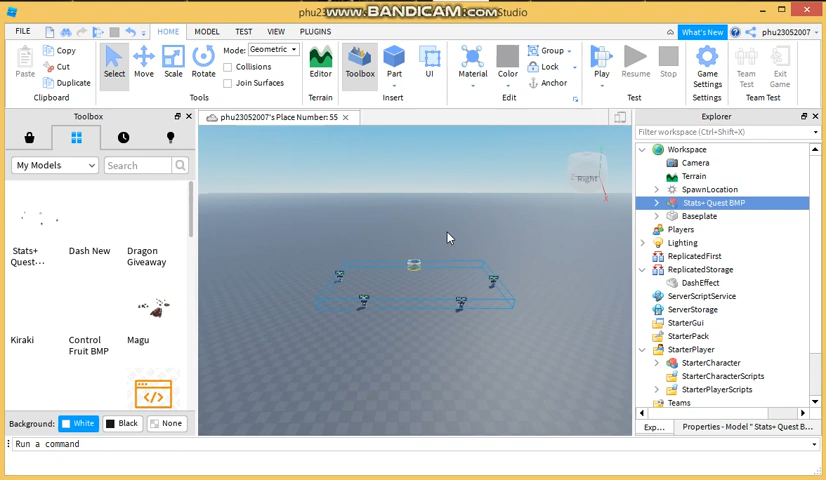 phu23
www.BANDICAM.com
Studio
FILE
HOME
MODEL
TEST
VIEW
PLUGINS
What's New
phu23052007
Paste
Copy
Cut
Duplicate
Clipboard
Select
Move
Scale
Rotate
Mode:
Geometric
Collisions
Join Surfaces
Tools
Editor
Terrain
Toolbox
Part
UI
Insert
Material
Color
Group
Lock
Anchor
Edit
Play
Resume
Stop
Test
Game
Settings
Settings
Team
Test
Exit
Game
Team Test
Toolbox
My Models
Search
Stats+
Quest...
Dash New
Dragon
Giveaway
Kiraki
Control
Fruit BMP
Magu
</>
Background:
White
Black
None
phu23052007's Place Number: 55
Right
Explorer
Filter workspace (Ctrl+Shift+X)
Workspace
Camera
Terrain
SpawnLocation
Stats+ Quest BMP
Baseplate
Players
Lighting
ReplicatedFirst
ReplicatedStorage
DashEffect
ServerScriptService
ServerStorage
StarterGui
StarterPack
StarterPlayer
StarterCharacter
StarterCharacterScripts
StarterPlayerScripts
Teams
Exp...
Properties - Model " Stats+ Quest B...
Run a command